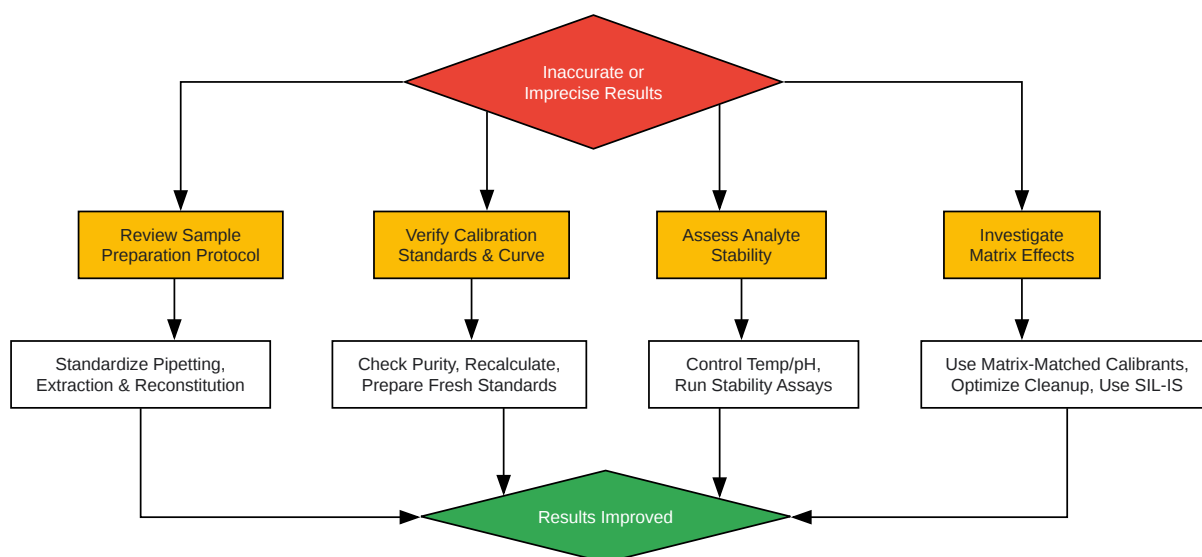 Inaccurate or
Imprecise Results
Review Sample
Preparation Protocol
Verify Calibration
Standards & Curve
Assess Analyte
Stability
Investigate
Matrix Effects
Standardize Pipetting,
Extraction & Reconstitution
Check Purity, Recalculate,
Prepare Fresh Standards
Control Temp/pH,
Run Stability Assays
Use Matrix-Matched Calibrants,
Optimize Cleanup, Use SIL-IS
Results Improved